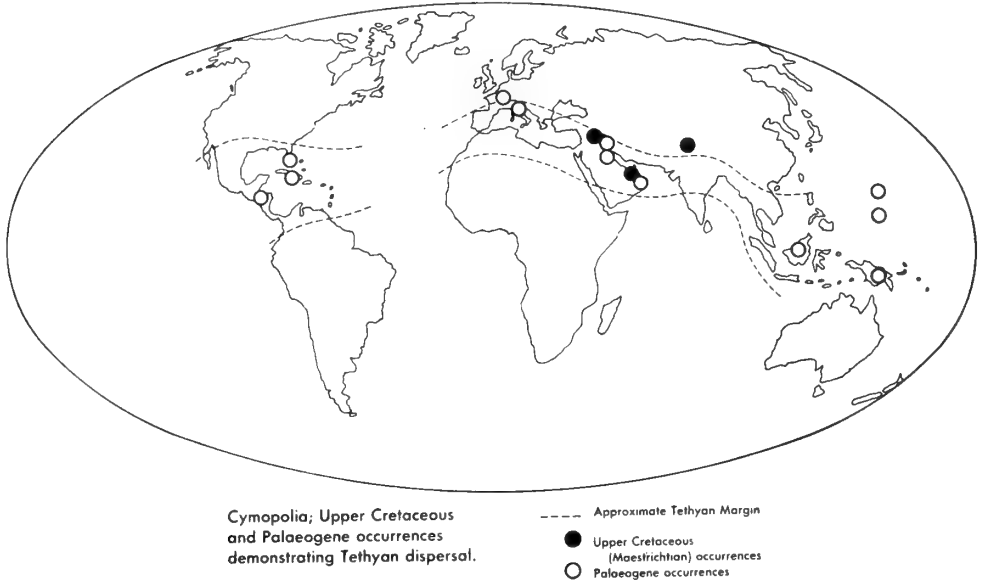 Cymopolia; Upper Cretaceous
and Palaeogene occurrences
demonstrating Tethyan dispersal.
Approximate Tethyan Margin
Upper Cretaceous
(Maestrichtian) occurrences
Palaeogene occurrences